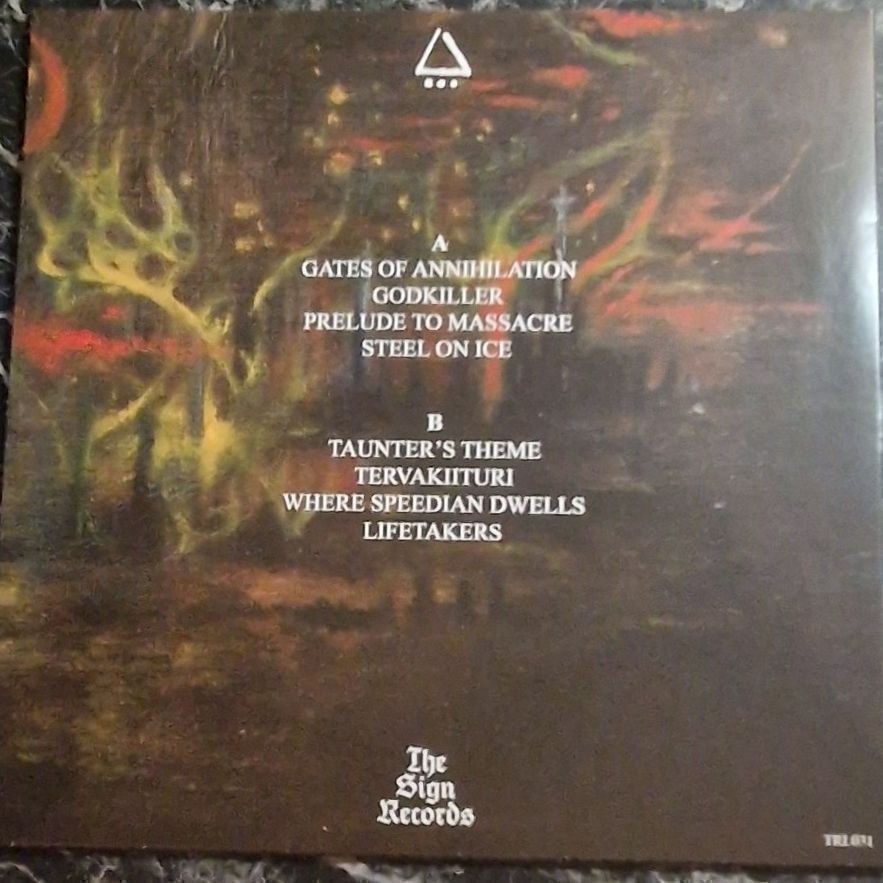 A
GATES OF ANNIHILATION
GODKILLER
PRELUDE TO MASSACRE
STEEL ON ICE
B
TAUNTER'S THEME
TERVAKIITURI
WHERE SPEEDIAN DWELLS
LIFETAKERS
The
Sign
Records